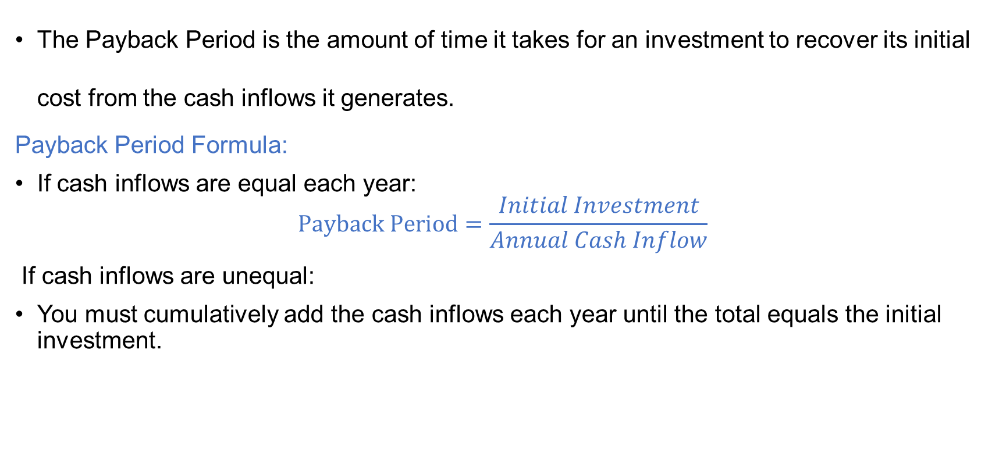 • The Payback Period is the amount of time it takes for an investment to recover its initial
cost from the cash inflows it generates.
Payback Period Formula:
• If cash inflows are equal each year:
Payback Period = Initial Investment / Annual Cash Inflow
If cash inflows are unequal:
• You must cumulatively add the cash inflows each year until the total equals the initial
investment.